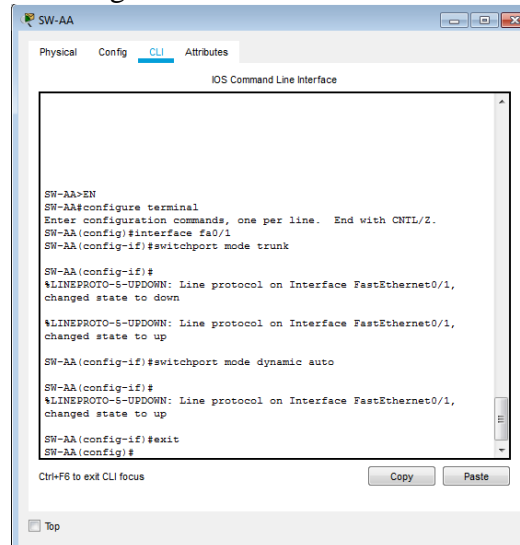 SW-AA
Physical Config CLI Attributes
IOS Command Line Interface
SW-AA>EN
SW-AA#configure terminal
Enter configuration commands, one per line. End with CNTL/Z.
SW-AA(config)#interface fa0/1
SW-AA(config-if)#switchport mode trunk
SW-AA(config-if)#
%LINEPROTO-5-UPDOWN: Line protocol on Interface FastEthernet0/1,
changed state to down
%LINEPROTO-5-UPDOWN: Line protocol on Interface FastEthernet0/1,
changed state to up
SW-AA(config-if)#switchport mode dynamic auto
SW-AA(config-if)#
%LINEPROTO-5-UPDOWN: Line protocol on Interface FastEthernet0/1,
changed state to up
SW-AA(config-if)#exit
SW-AA(config)#
Ctrl+F6 to exit CLI focus
Copy Paste
Top